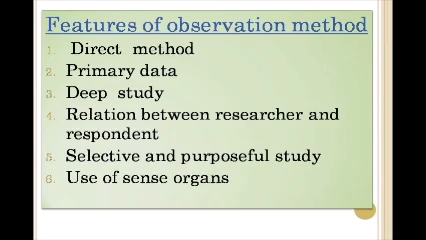 Features of observation method
1. Direct method
2. Primary data
3. Deep study
4. Relation between researcher and
respondent
5. Selective and purposeful study
6. Use of sense organs